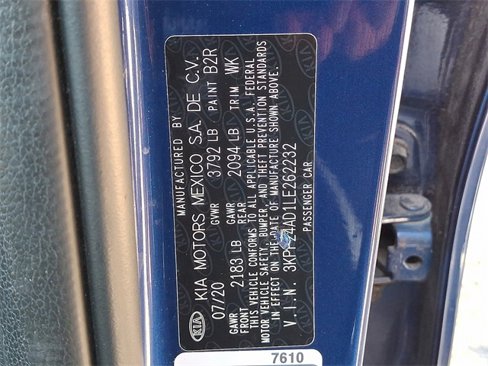 KIA
MANUFACTURED BY
KIA MOTORS MEXICO S.A. DE C.V.
07/20 GVWR 3792 LB PAINT B2R
GAWR FRONT 2183 LB GAWR REAR 2094 LB TRIM WK
THIS VEHICLE CONFORMS TO ALL APPLICABLE U.S.A. FEDERAL
MOTOR VEHICLE SAFETY, BUMPER, AND THEFT PREVENTION STANDARDS
IN EFFECT ON THE DATE OF MANUFACTURE SHOWN ABOVE.
V.I.N. 3KPF24AD1LE262232
PASSENGER CAR
7610